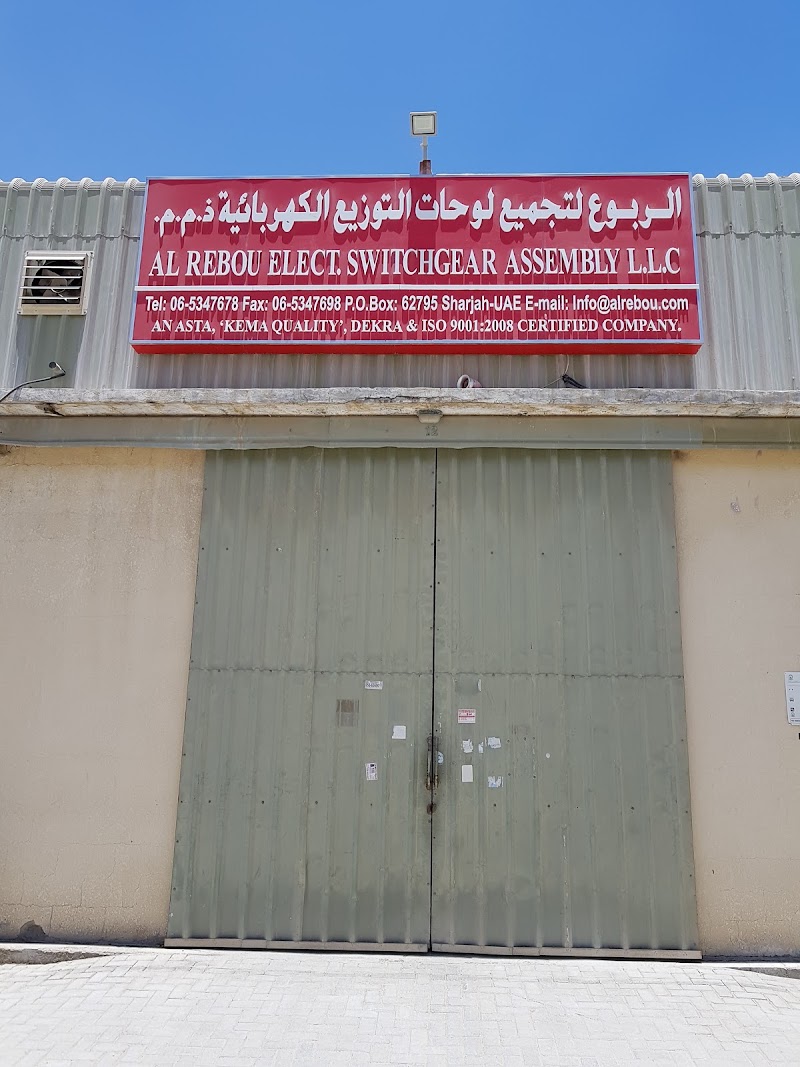 الربوع لتجميع لوحات التوزيع الكهربائية ذ.م.م.
AL REBOU ELECT. SWITCHGEAR ASSEMBLY L.L.C
Tel: 06-5347678 Fax: 06-5347698 P.O.Box: 62795 Sharjah-UAE E-mail: Info@alrebou.com
AN ASTA, ‘KEMA QUALITY’, DEKRA & ISO 9001:2008 CERTIFIED COMPANY.